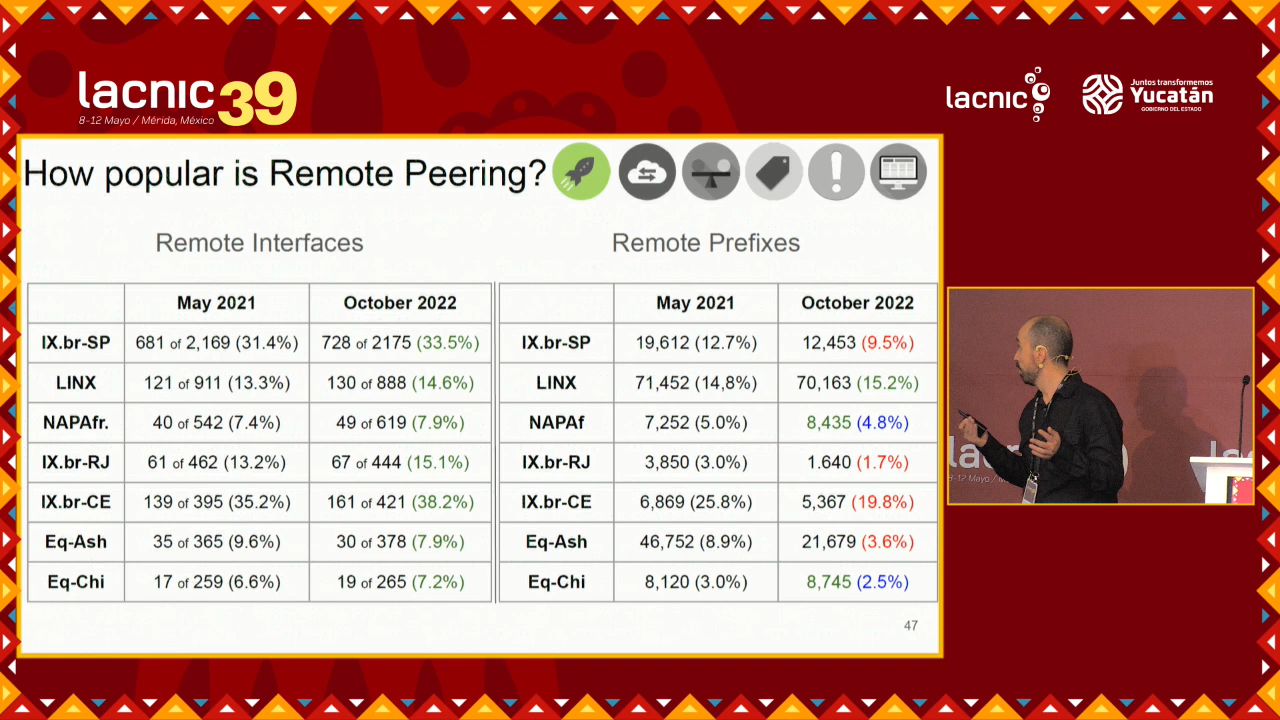 lacnic 39
8-12 Mayo / Mérida, México
lacnic
Juntos transformemos
Yucatán
GOBIERNO DEL ESTADO
How popular is Remote Peering?
Remote Interfaces
May 2021 October 2022
IX.br-SP 681 of 2,169 (31.4%) 728 of 2175 (33.5%)
LINX 121 of 911 (13.3%) 130 of 888 (14.6%)
NAPAfr. 40 of 542 (7.4%) 49 of 619 (7.9%)
IX.br-RJ 61 of 462 (13.2%) 67 of 444 (15.1%)
IX.br-CE 139 of 395 (35.2%) 161 of 421 (38.2%)
Eq-Ash 35 of 365 (9.6%) 30 of 378 (7.9%)
Eq-Chi 17 of 259 (6.6%) 19 of 265 (7.2%)
Remote Prefixes
May 2021 October 2022
IX.br-SP 19,612 (12.7%) 12,453 (9.5%)
LINX 71,452 (14,8%) 70,163 (15.2%)
NAPAf 7,252 (5.0%) 8,435 (4.8%)
IX.br-RJ 3,850 (3.0%) 1.640 (1.7%)
IX.br-CE 6,869 (25.8%) 5,367 (19.8%)
Eq-Ash 46,752 (8.9%) 21,679 (3.6%)
Eq-Chi 8,120 (3.0%) 8,745 (2.5%)
47